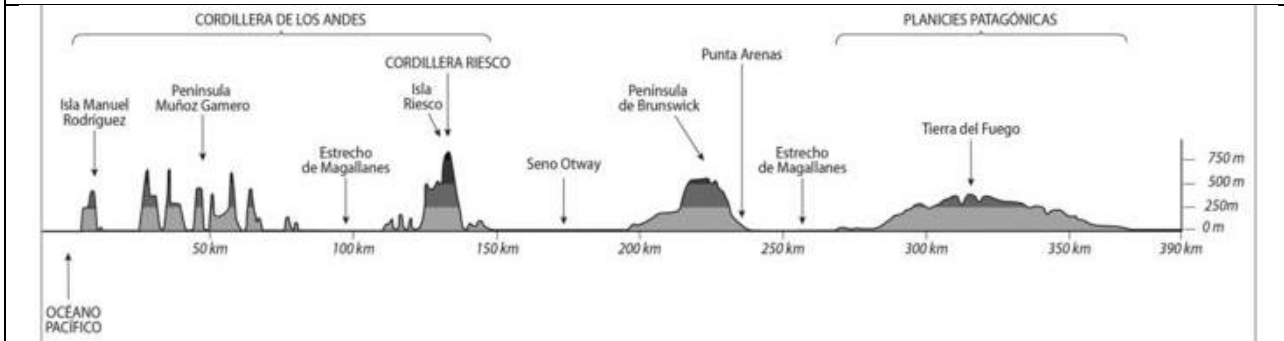 CORDILLERA DE LOS ANDES
PLANICIES PATAGÓNICAS
CORDILLERA RIESCO
Punta Arenas
Isla Manuel
Rodríguez
Península
Muñoz Gamero
Isla
Riesco
Península
de Brunswick
Estrecho
de Magallanes
Seno Otway
Estrecho
de Magallanes
Tierra del Fuego
750 m
500 m
250m
0 m
50 km
100 km
150 km
200 km
250 km
300 km
350 km
390 km
OCÉANO
PACÍFICO